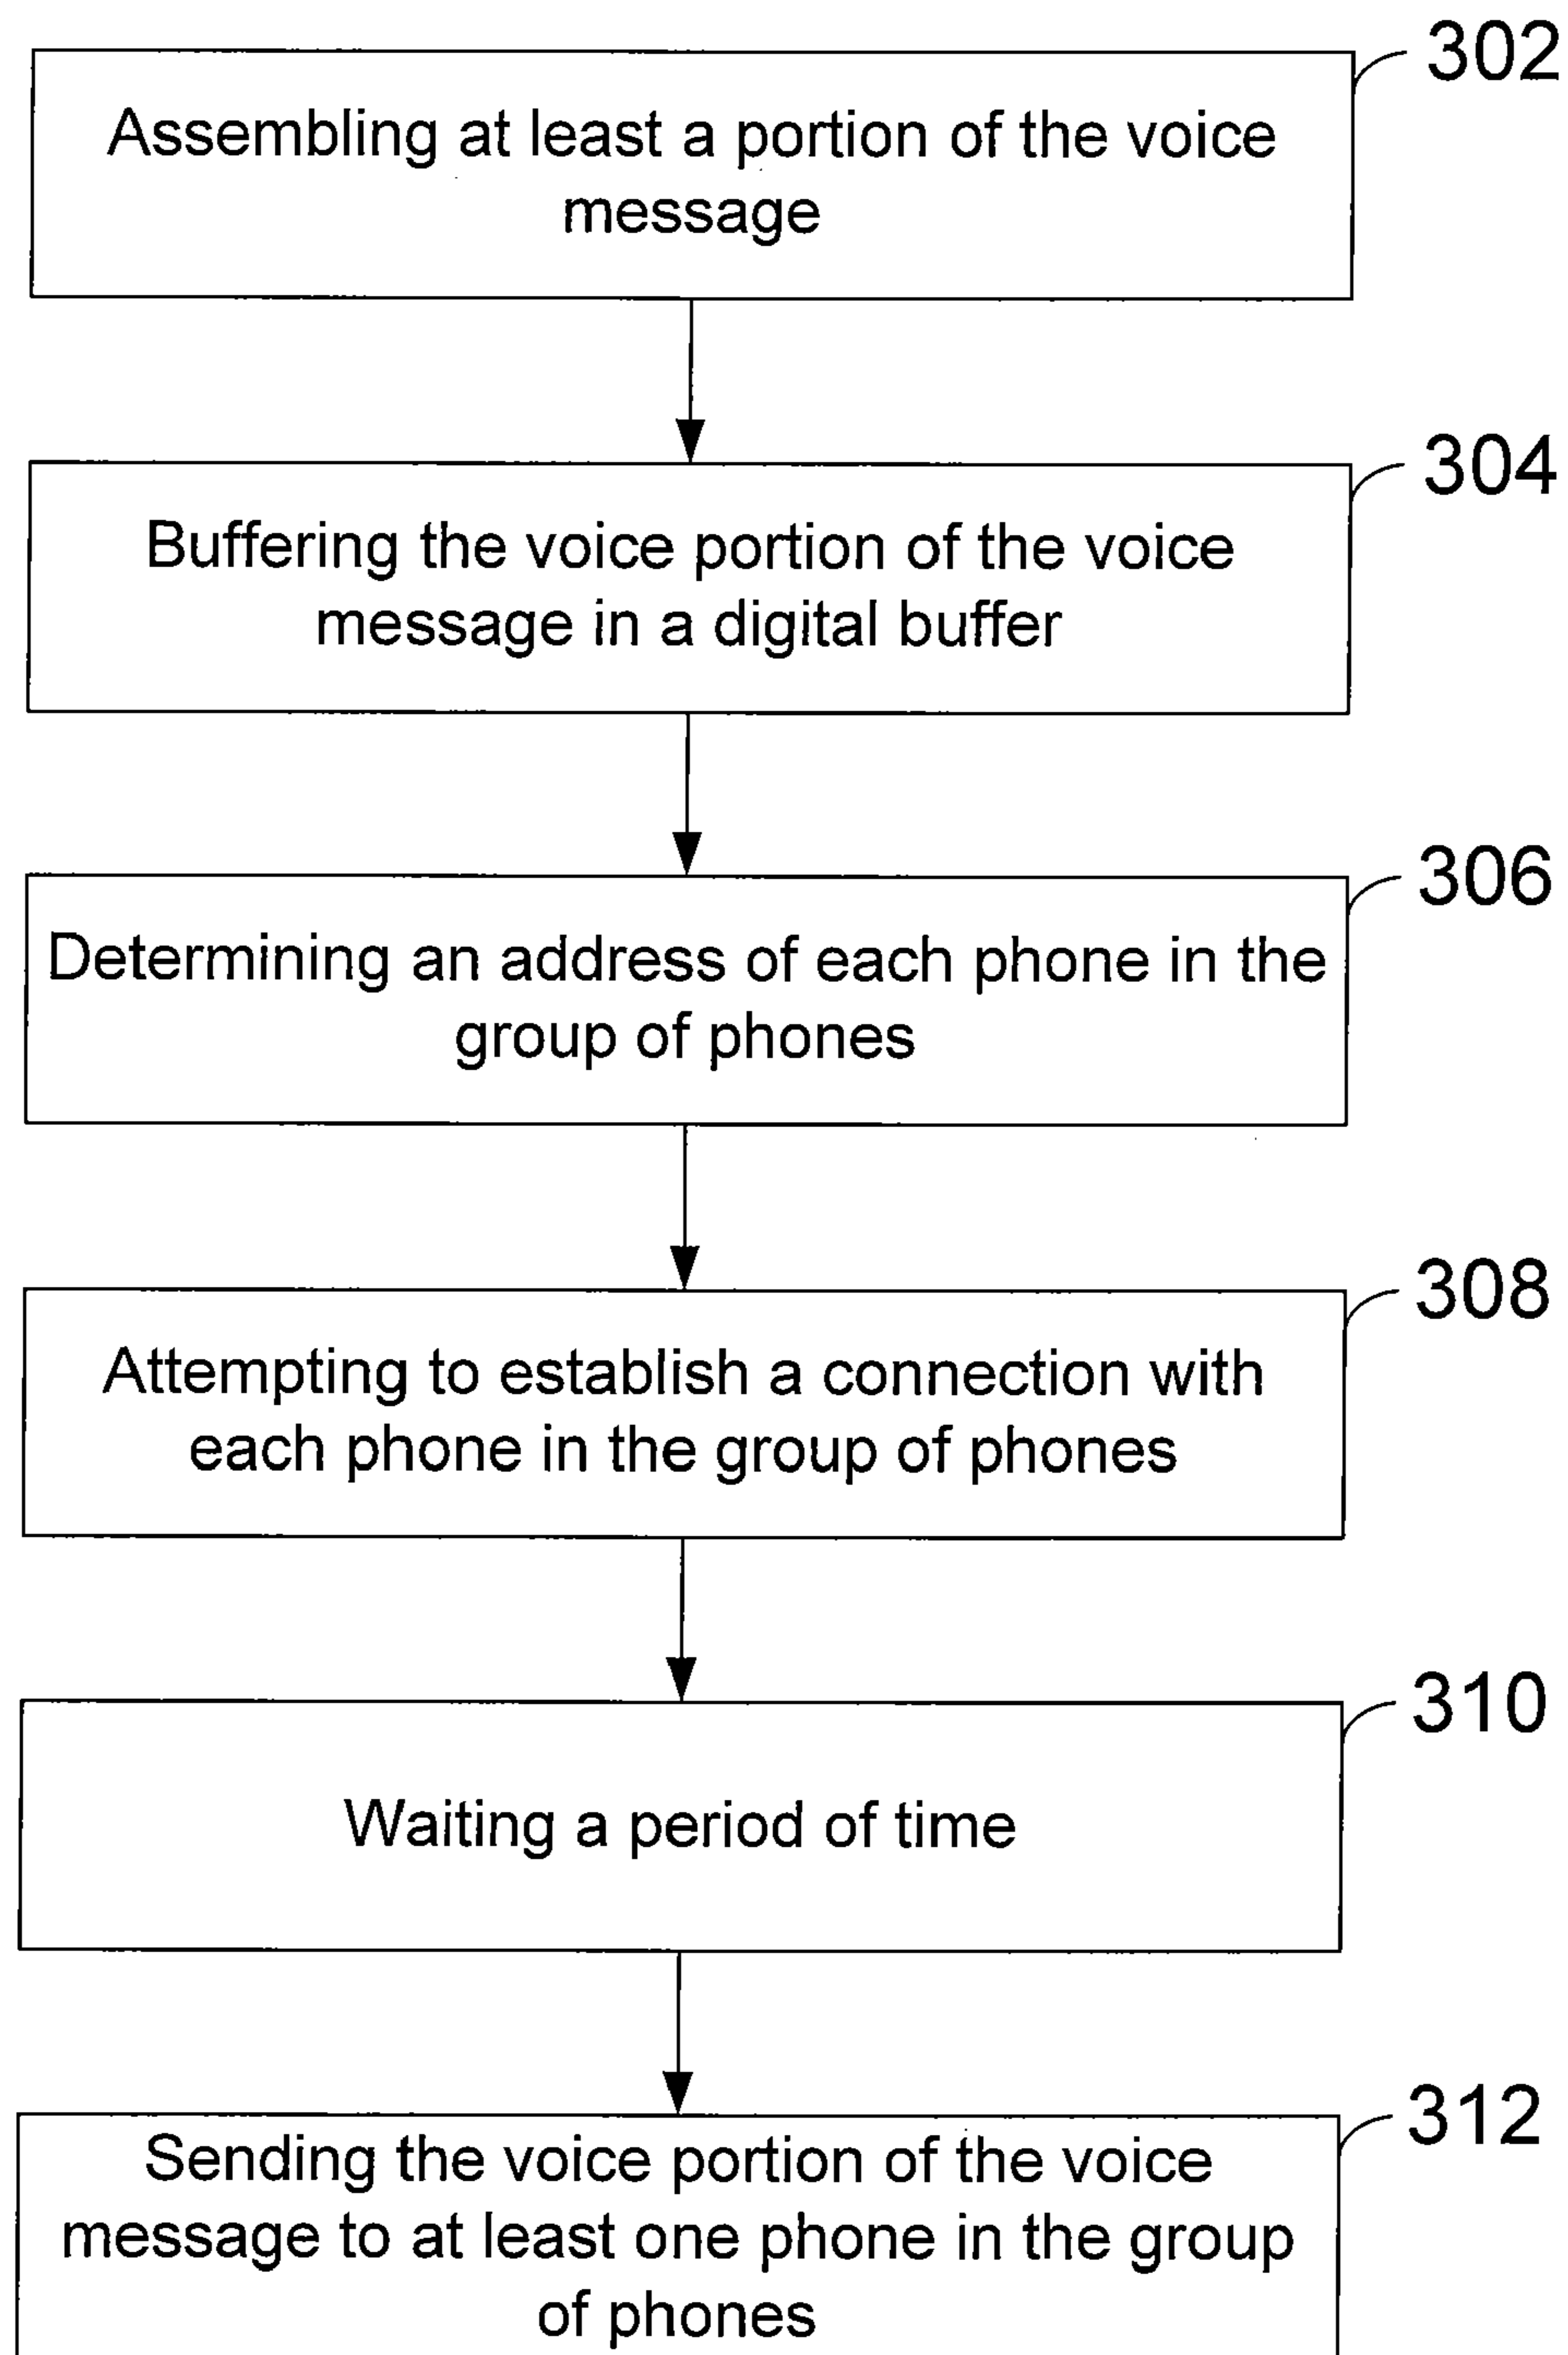 302
Assembling at least a portion of the voice
message
304
Buffering the voice portion of the voice
message in a digital buffer
306
Determining an address of each phone in the
group of phones
308
Attempting to establish a connection with
each phone in the group of phones
310
Waiting a period of time
312
Sending the voice portion of the voice
message to at least one phone in the group
of phones